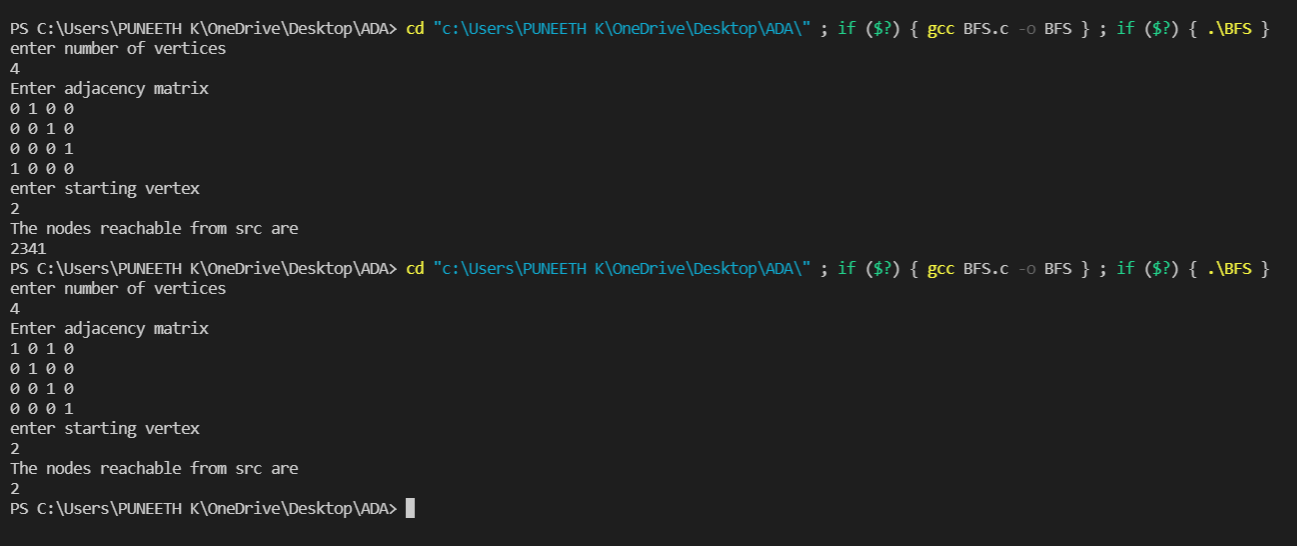 PS C:\Users\PUNEETH K\OneDrive\Desktop\ADA> cd "c:\Users\PUNEETH K\OneDrive\Desktop\ADA\" ; if ($?) { gcc BFS.c -o BFS } ; if ($?) { .\BFS }
enter number of vertices
4
Enter adjacency matrix
0 1 0 0
0 0 1 0
0 0 0 1
1 0 0 0
enter starting vertex
2
The nodes reachable from src are
2341
PS C:\Users\PUNEETH K\OneDrive\Desktop\ADA> cd "c:\Users\PUNEETH K\OneDrive\Desktop\ADA\" ; if ($?) { gcc BFS.c -o BFS } ; if ($?) { .\BFS }
enter number of vertices
4
Enter adjacency matrix
1 0 1 0
0 1 0 0
0 0 1 0
0 0 0 1
enter starting vertex
2
The nodes reachable from src are
2
PS C:\Users\PUNEETH K\OneDrive\Desktop\ADA>